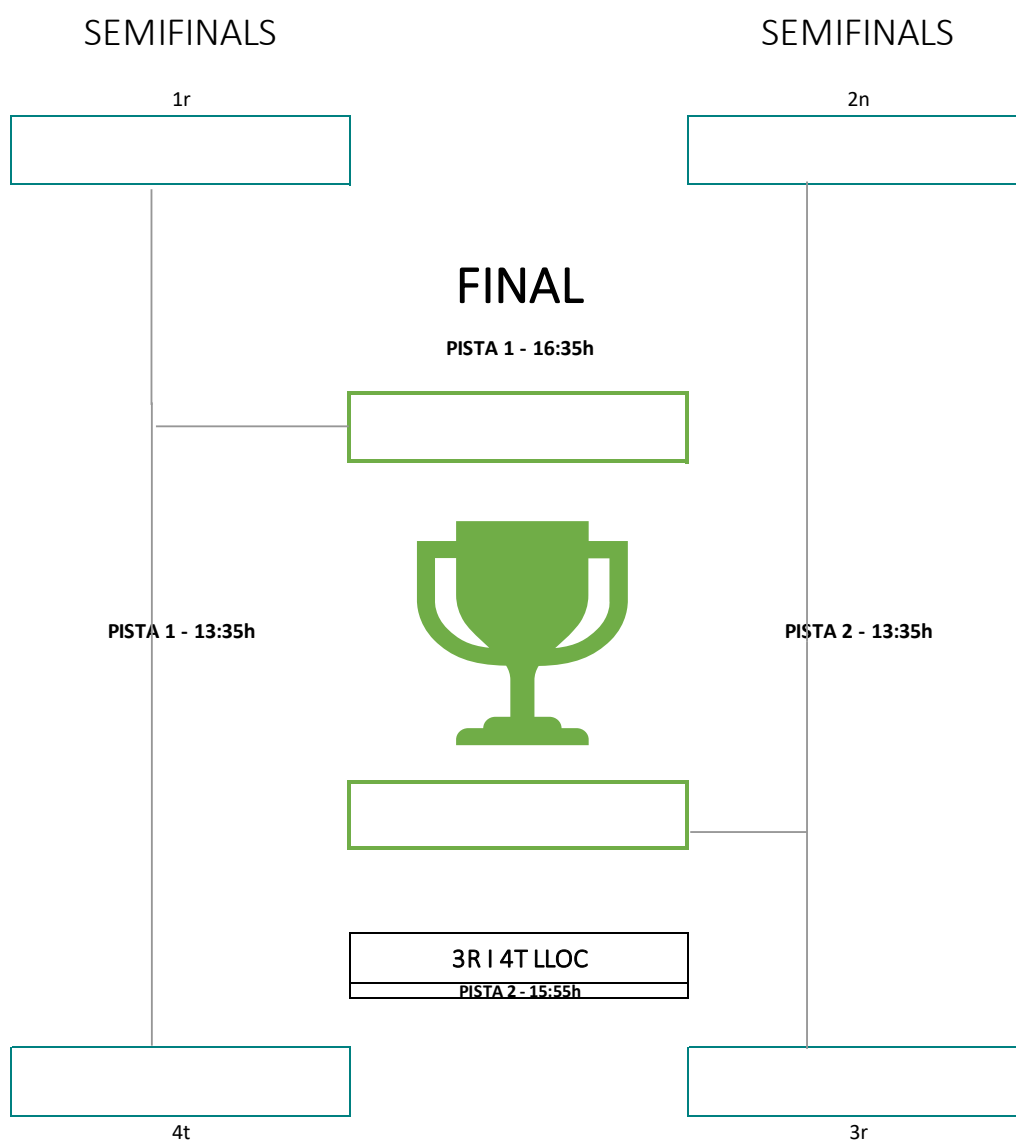 SEMIFINALS
SEMIFINALS
1r
2n
FINAL
PISTA 1 - 16:35h
PISTA 1 - 13:35h
PISTA 2 - 13:35h
3R I 4T LLOC
PISTA 2 - 15:55h
4t
3r